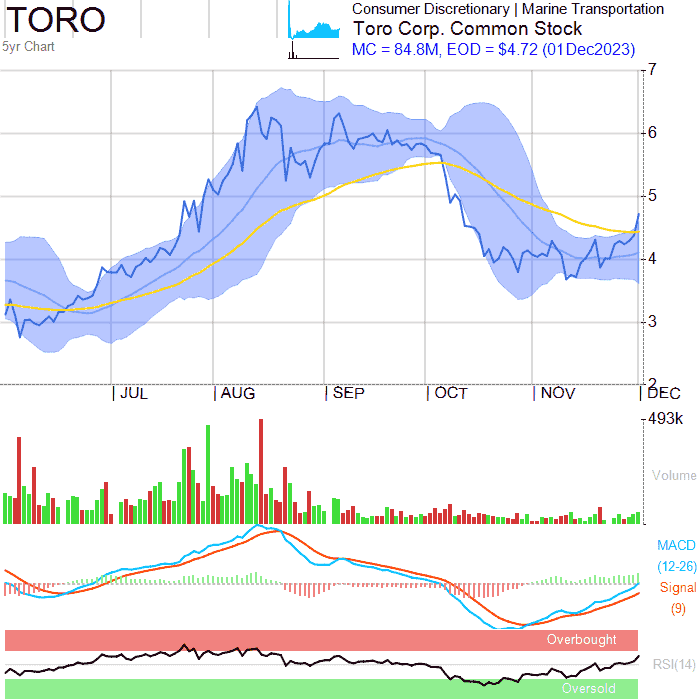 TORO
5yr Chart
Consumer Discretionary | Marine Transportation
Toro Corp. Common Stock
MC = 84.8M, EOD = $4.72 (01Dec2023)
7
6
5
4
3
2
| JUL | AUG | SEP | OCT | NOV | DEC
493k
Volume
MACD
(12-26)
Signal
(9)
Overbought
RSI(14)
Oversold